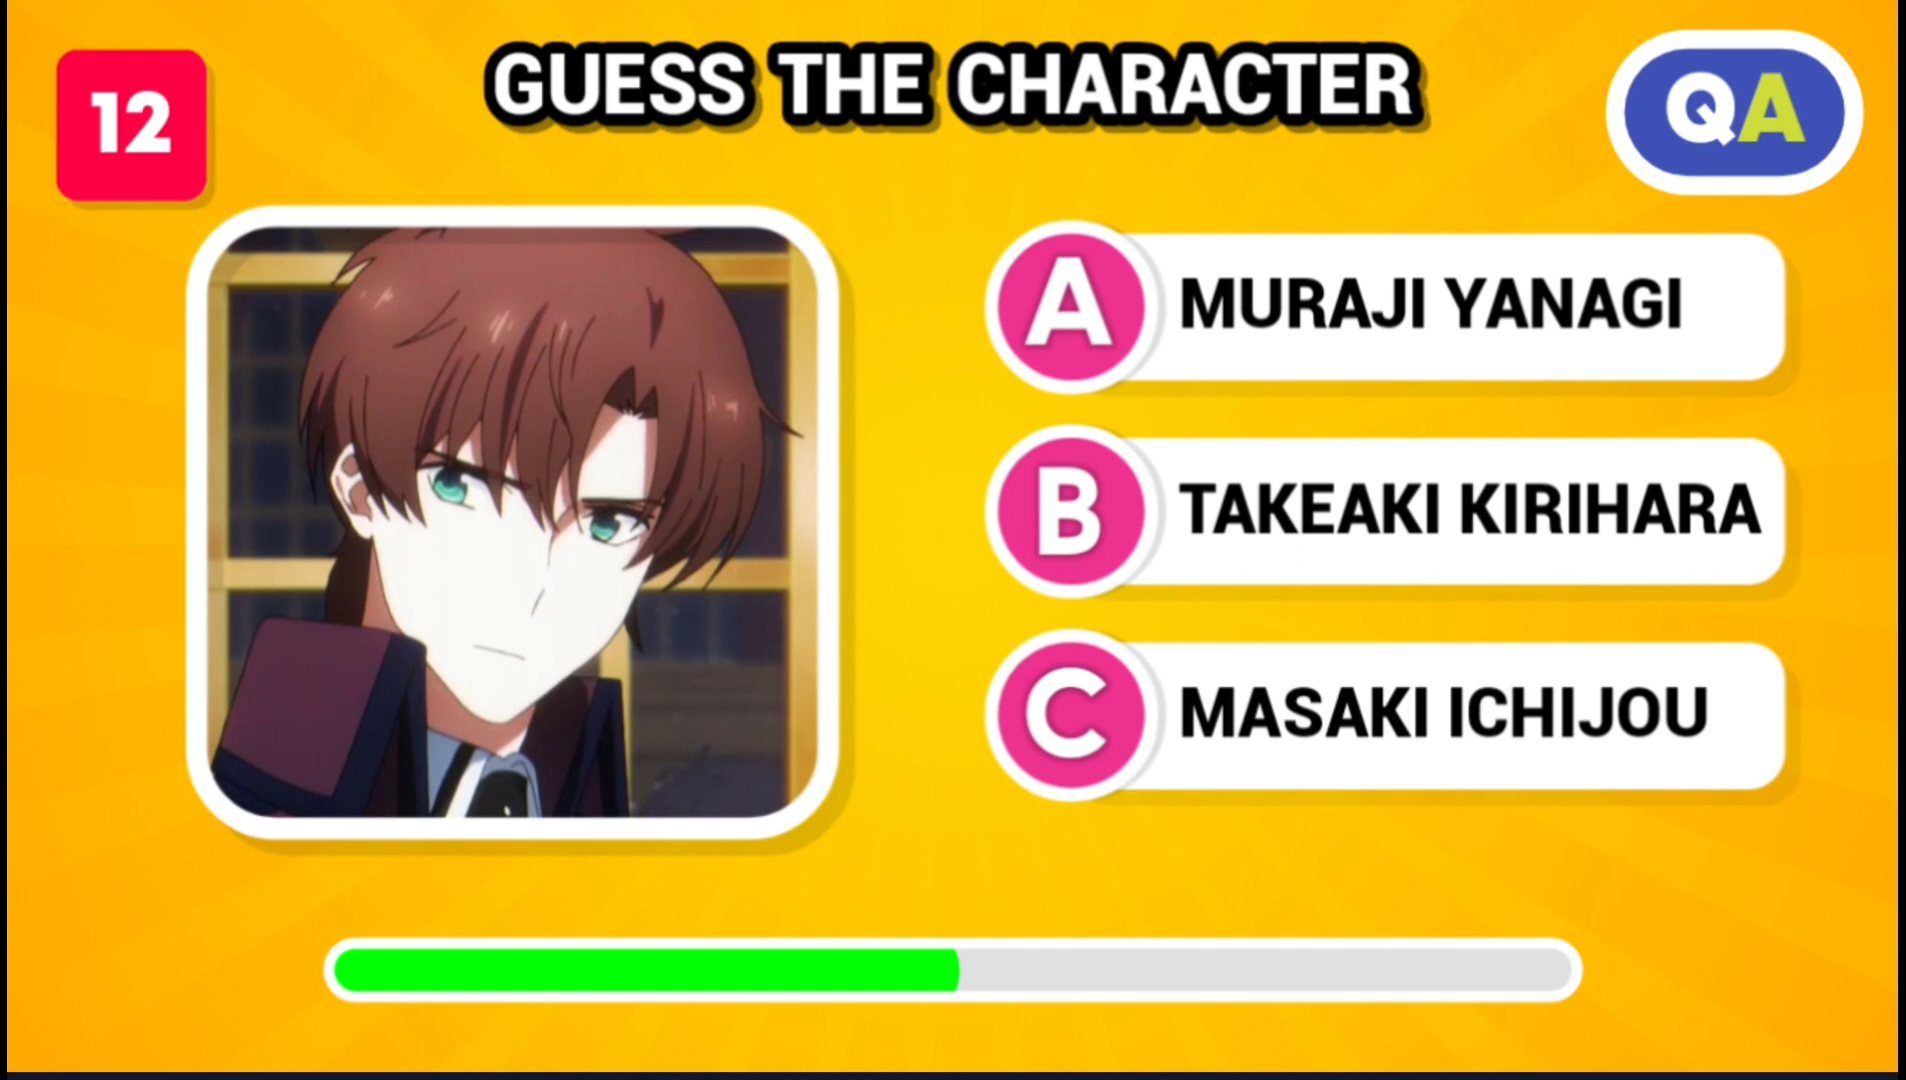 12
GUESS THE CHARACTER
QA
A MURAJI YANAGI
B TAKEAKI KIRIHARA
C MASAKI ICHIJOU